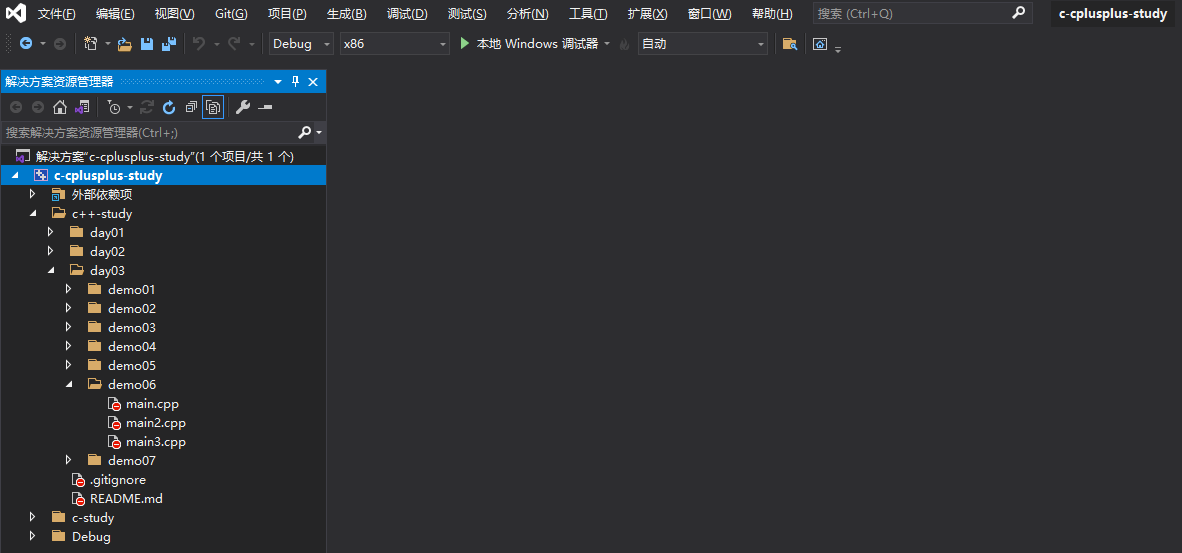 文件(F) 编辑(E) 视图(V) Git(G) 项目(P) 生成(B) 调试(D) 测试(S) 分析(N) 工具(T) 扩展(X) 窗口(W) 帮助(H) 搜索 (Ctrl+Q) c-cplusplus-study
Debug x86 本地 Windows 调试器 自动
解决方案资源管理器
搜索解决方案资源管理器(Ctrl+;)
解决方案"c-cplusplus-study"(1 个项目/共 1 个)
c-cplusplus-study
外部依赖项
c++-study
day01
day02
day03
demo01
demo02
demo03
demo04
demo05
demo06
main.cpp
main2.cpp
main3.cpp
demo07
.gitignore
README.md
c-study
Debug